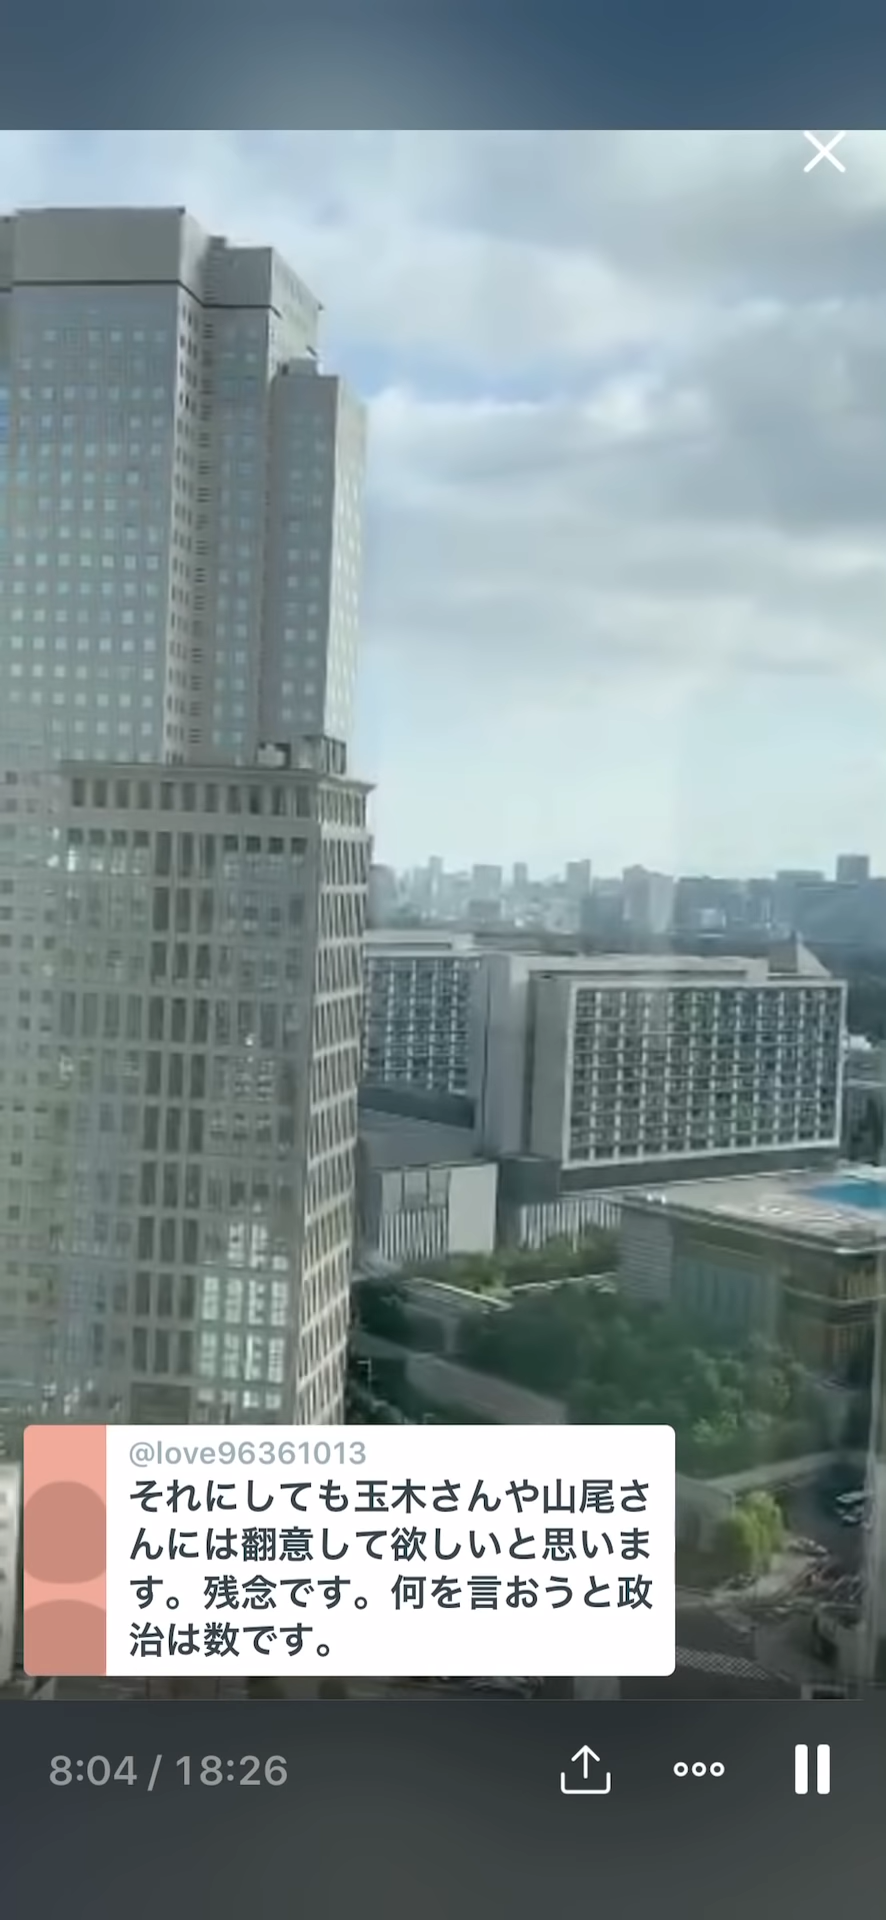 @love96361013
それにしても玉木さんや山尾さ
んには翻意して欲しいと思いま
す。残念です。何を言おうと政
治は数です。
8:04 / 18:26